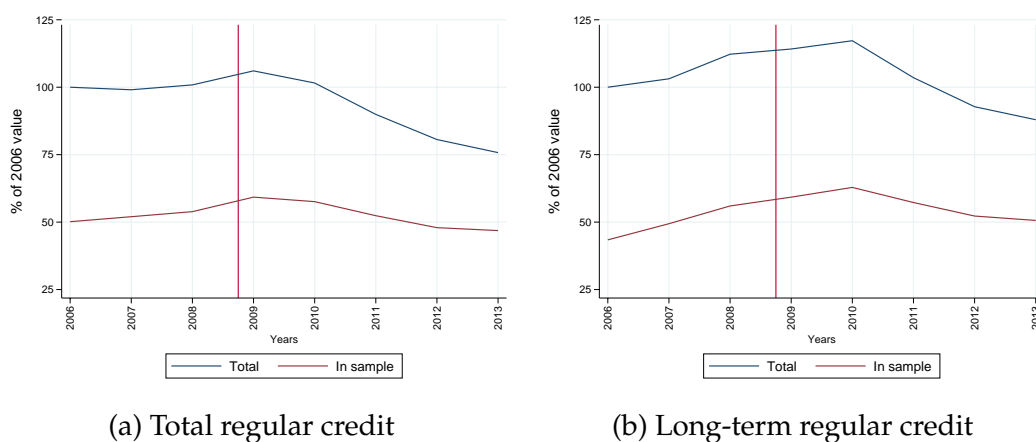 % of 2006 value
125
100
75
50
25
2006 2007 2008 2009 2010 2011 2012 2013
Years
Total In sample
(a) Total regular credit
% of 2006 value
125
100
75
50
25
2006 2007 2008 2009 2010 2011 2012 2013
Years
Total In sample
(b) Long-term regular credit